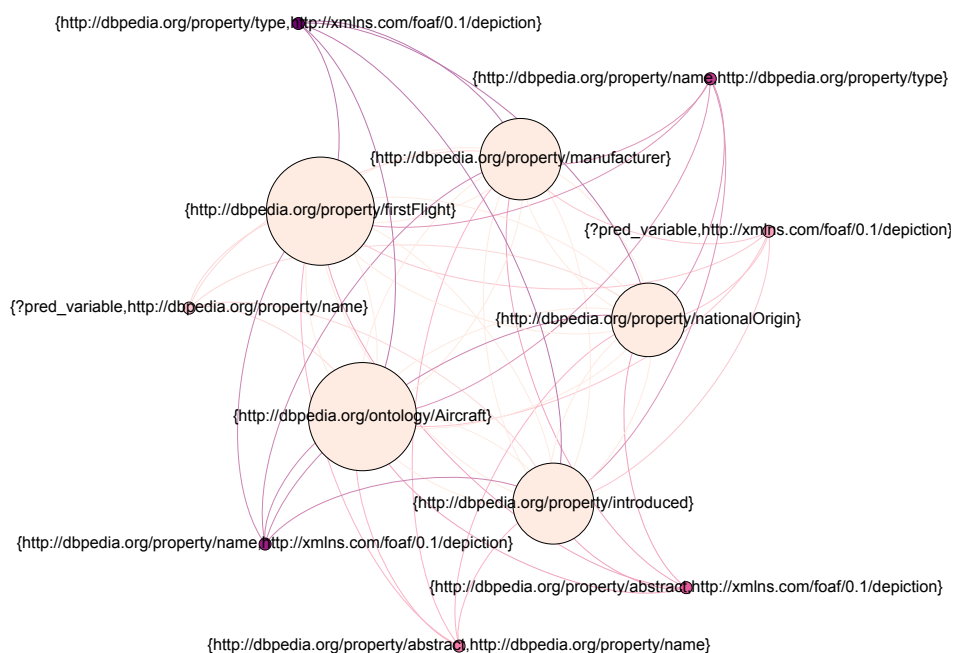 {http://dbpedia.org/property/type,http://xmlns.com/foaf/0.1/depiction}
{http://dbpedia.org/property/name,http://dbpedia.org/property/type}
{http://dbpedia.org/property/manufacturer}
{http://dbpedia.org/property/firstFlight}
{?pred_variable,http://xmlns.com/foaf/0.1/depiction}
{?pred_variable,http://dbpedia.org/property/name}
{http://dbpedia.org/property/nationalOrigin}
{http://dbpedia.org/ontology/Aircraft}
{http://dbpedia.org/property/introduced}
{http://dbpedia.org/property/name,http://xmlns.com/foaf/0.1/depiction}
{http://dbpedia.org/property/abstract,http://xmlns.com/foaf/0.1/depiction}
{http://dbpedia.org/property/abstract,http://dbpedia.org/property/name}